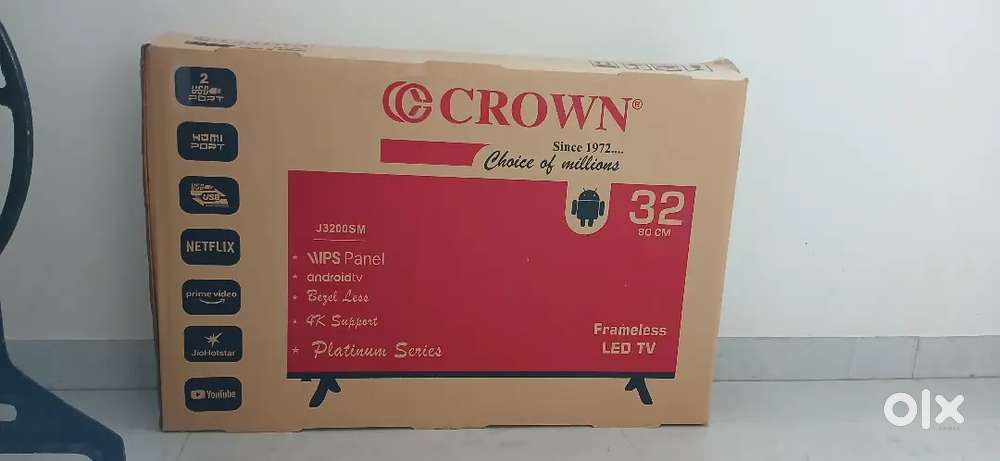 2
USB
PORT
HDMI
PORT
USB
NETFLIX
prime video
JioHotstar
YouTube
CROWN®
Since 1972....
Choice of millions
32
80 CM
J3200SM
IPS Panel
androidtv
Bezel Less
4K Support
Platinum Series
Frameless
LED TV
olx